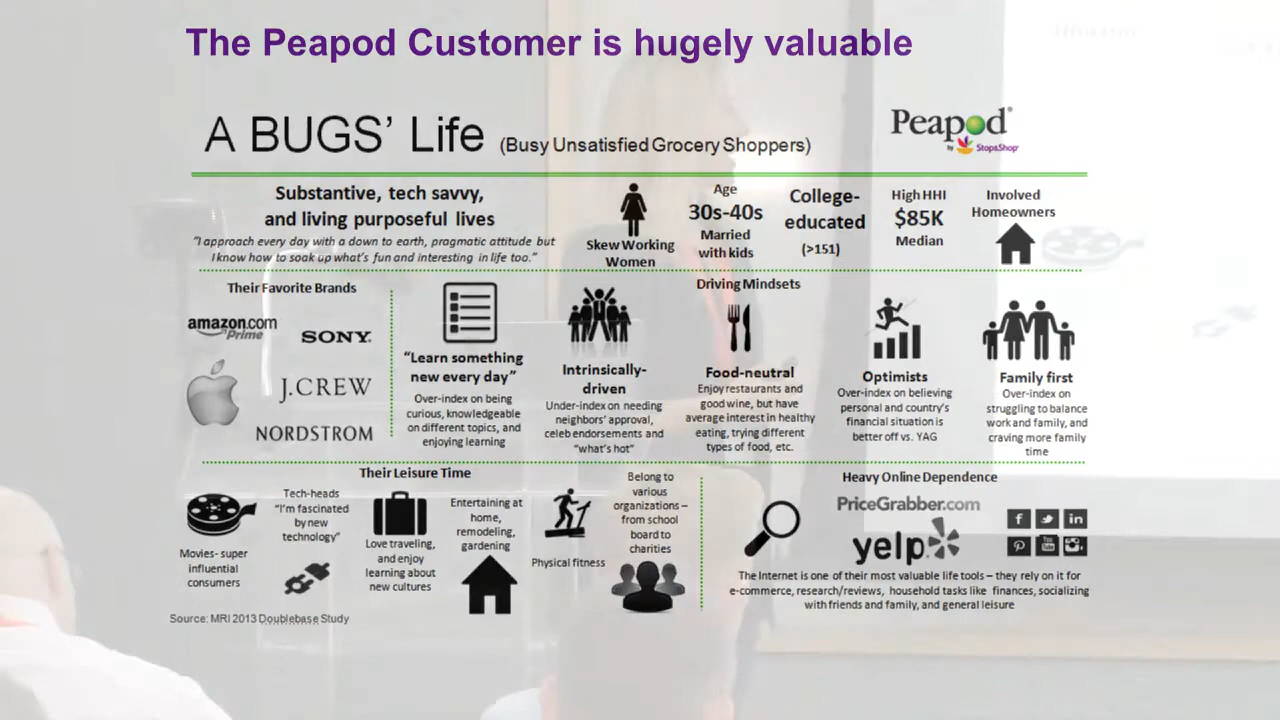 The Peapod Customer is hugely valuable
A BUGS' Life (Busy Unsatisfied Grocery Shoppers)
Peapod®
by Stop&Shop
Substantive, tech savvy,
and living purposeful lives
"I approach every day with a down to earth, pragmatic attitude but
I know how to soak up what's fun and interesting in life too."
Skew Working
Women
Age
30s-40s
Married
with kids
College-
educated
(>151)
High HHI
$85K
Median
Involved
Homeowners
Their Favorite Brands
amazon.com
Prime
SONY
J.CREW
NORDSTROM
Driving Mindsets
"Learn something
new every day"
Over-index on being
curious, knowledgeable
on different topics, and
enjoying learning
Intrinsically-
driven
Under-index on needing
neighbors' approval,
celeb endorsements and
"what's hot"
Food-neutral
Enjoy restaurants and
good wine, but have
average interest in healthy
eating, trying different
types of food, etc.
Optimists
Over-index on believing
personal and country's
financial situation is
better off vs. YAG
Family first
Over-index on
struggling to balance
work and family, and
craving more family
time
Their Leisure Time
Movies- super
influential
consumers
Tech-heads
"I'm fascinated
by new
technology"
Love traveling,
and enjoy
learning about
new cultures
Entertaining at
home,
remodeling,
gardening
Physical fitness
Belong to
various
organizations –
from school
board to
charities
Heavy Online Dependence
PriceGrabber.com
yelp
You
Tube
The Internet is one of their most valuable life tools – they rely on it for
e-commerce, research/reviews, household tasks like finances, socializing
with friends and family, and general leisure
Source: MRI 2013 Doublebase Study